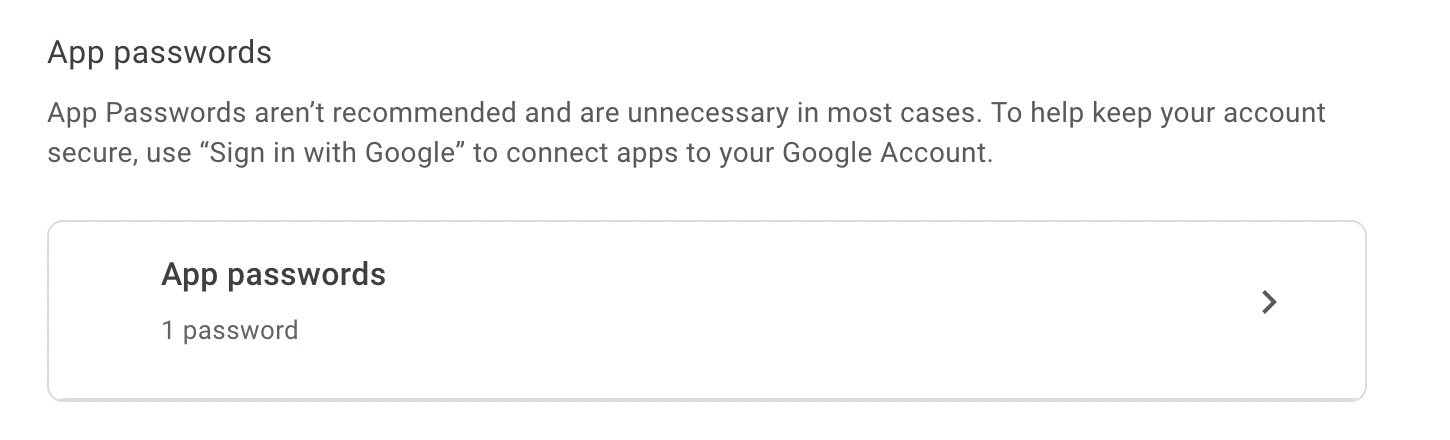 App passwords
App Passwords aren’t recommended and are unnecessary in most cases. To help keep your account
secure, use “Sign in with Google” to connect apps to your Google Account.
App passwords
1 password